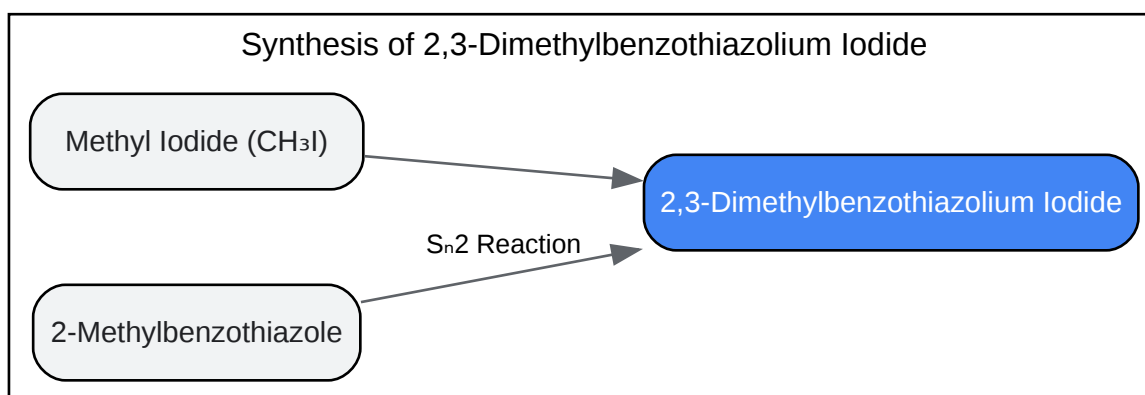 Synthesis of 2,3-Dimethylbenzothiazolium Iodide
Methyl Iodide (CH₃I)
2,3-Dimethylbenzothiazolium Iodide
Sₙ2 Reaction
2-Methylbenzothiazole